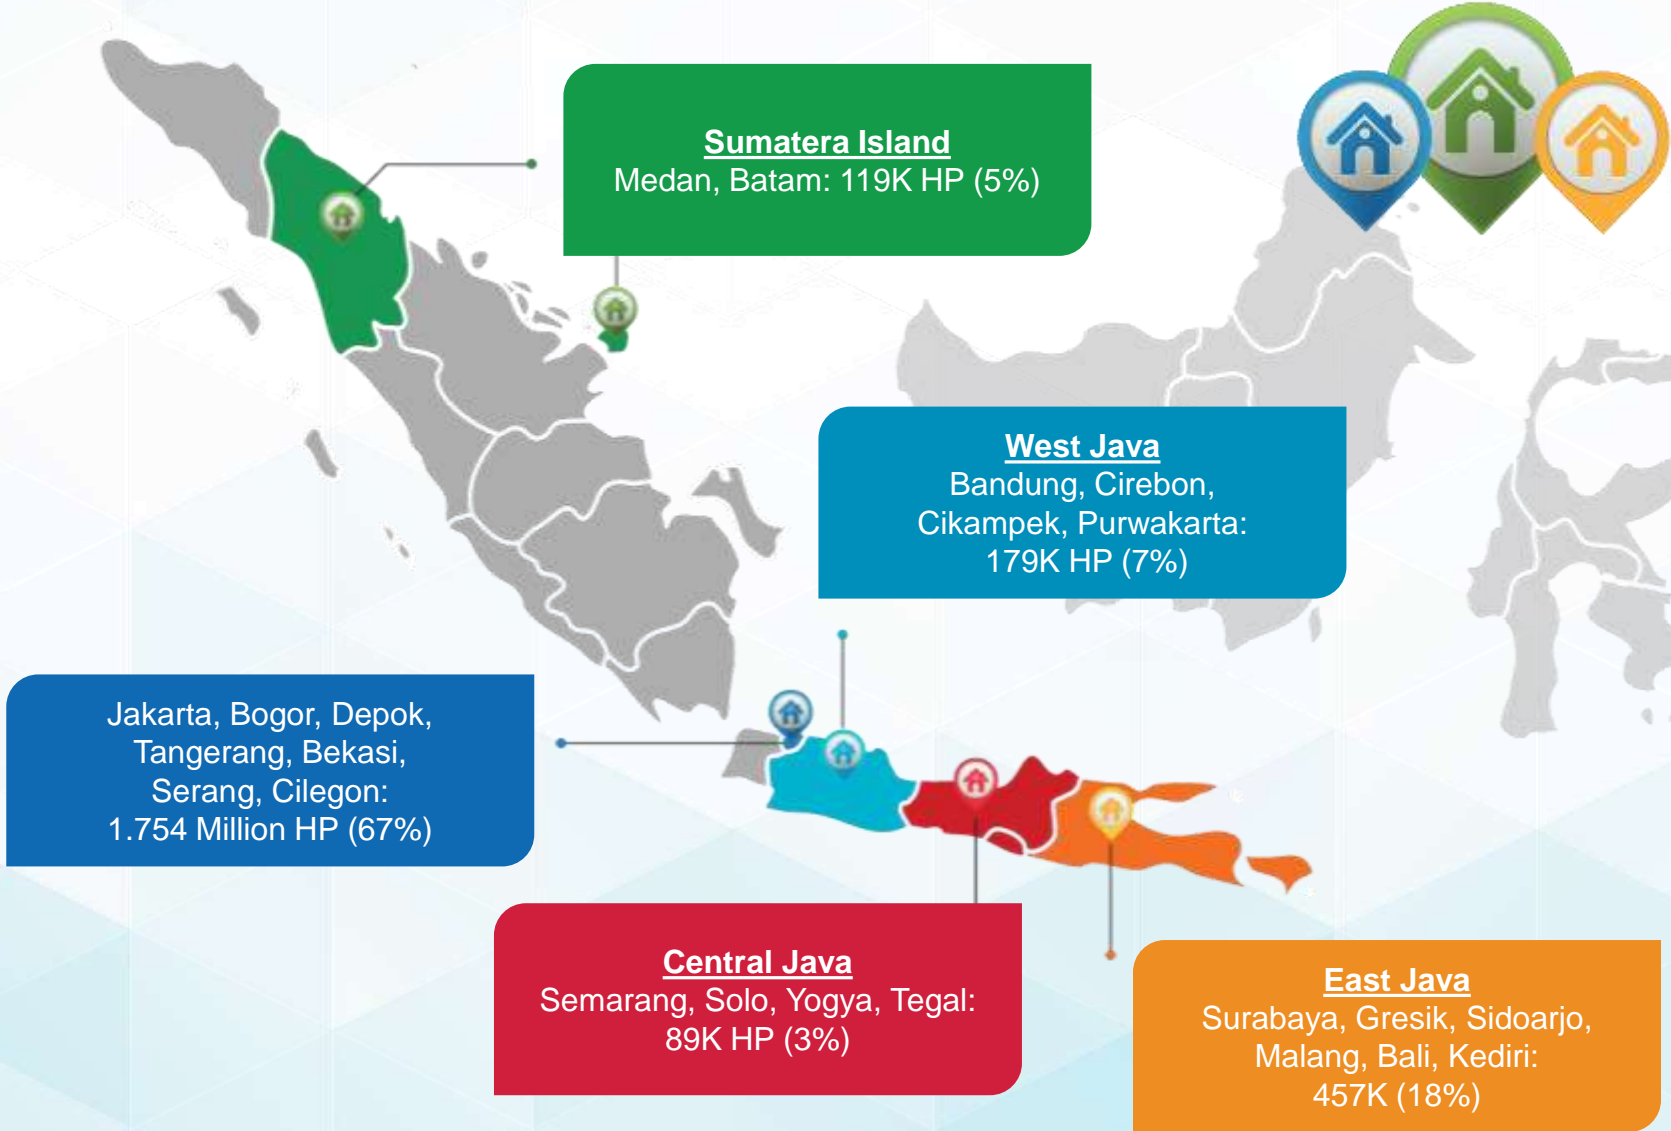 Sumatera Island
Medan, Batam: 119K HP (5%)
West Java
Bandung, Cirebon,
Cikampek, Purwakarta:
179K HP (7%)
Jakarta, Bogor, Depok,
Tangerang, Bekasi,
Serang, Cilegon:
1.754 Million HP (67%)
Central Java
Semarang, Solo, Yogya, Tegal:
89K HP (3%)
East Java
Surabaya, Gresik, Sidoarjo,
Malang, Bali, Kediri:
457K (18%)